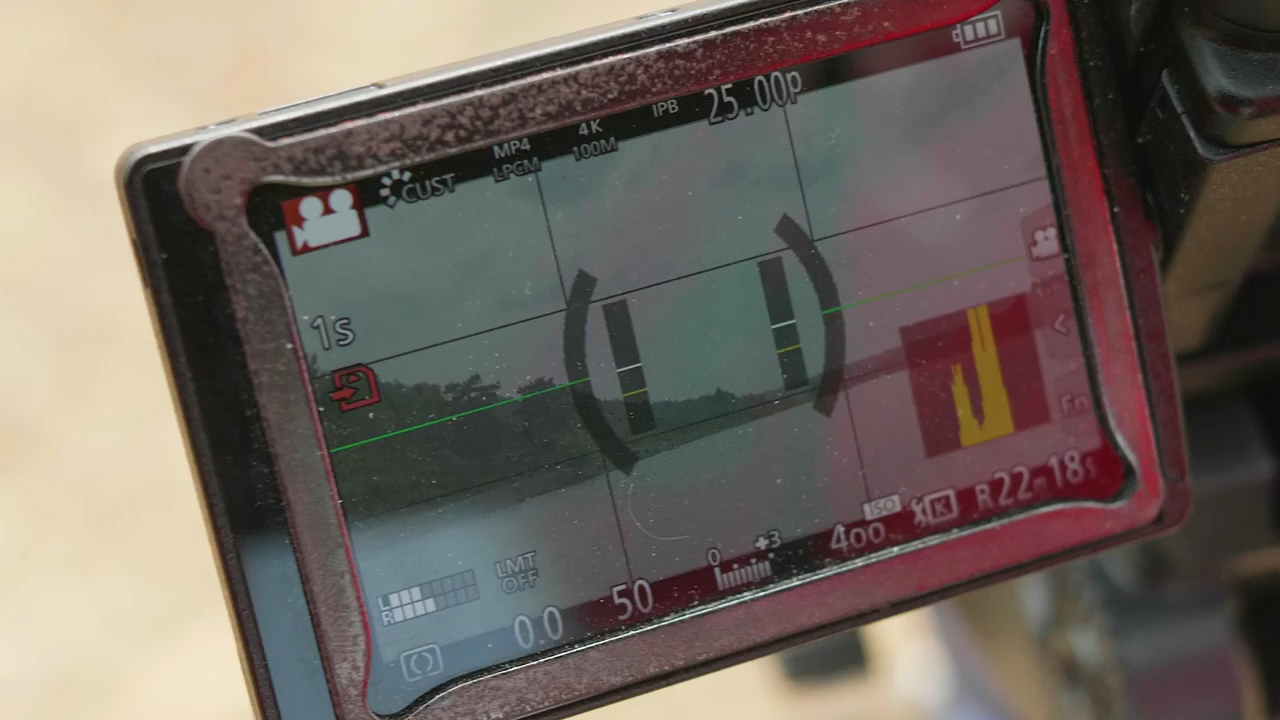 CUST
MP4
LPCM
4K
100M
IPB
25.00p
1s
Fn
L
R
LMT
OFF
0.0
50
0
+3
ISO
400
K
R22m18s